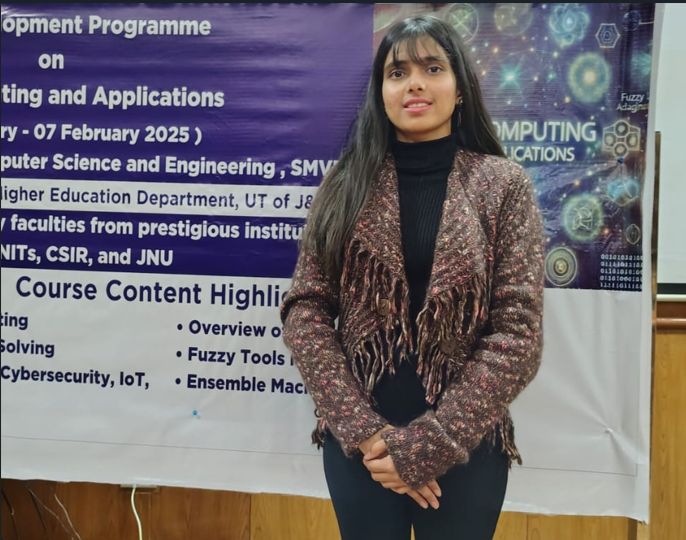 opment Programme
on
ting and Applications
ry - 07 February 2025 )
puter Science and Engineering , SMV
Higher Education Department, UT of J&
y faculties from prestigious institu
NITs, CSIR, and JNU
Course Content Highli
ting
Solving
Cybersecurity, IoT,
• Overview o
• Fuzzy Tools
• Ensemble Mac
Fuzzy
OMPUTING
LICATIONS